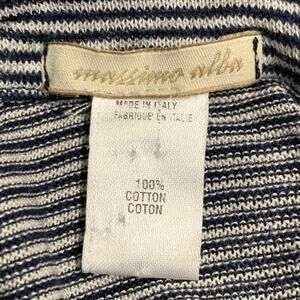 massimo alba
MADE IN ITALY
FABRIQUÉ EN ITALIE
100%
COTTON
COTON